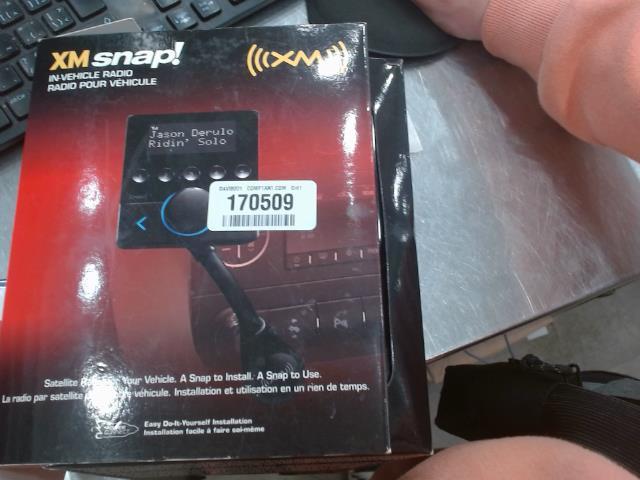 XM snap!
IN-VEHICLE RADIO
RADIO POUR VÉHICULE
XM
Jason Derulo
Ridin' Solo
170509
Satellite Your Vehicle. A Snap to Install. A Snap to Use.
La radio par satellite véhicule. Installation et utilisation en un rien de temps.
Easy Do-It-Yourself Installation
Installation facile à faire soi-même